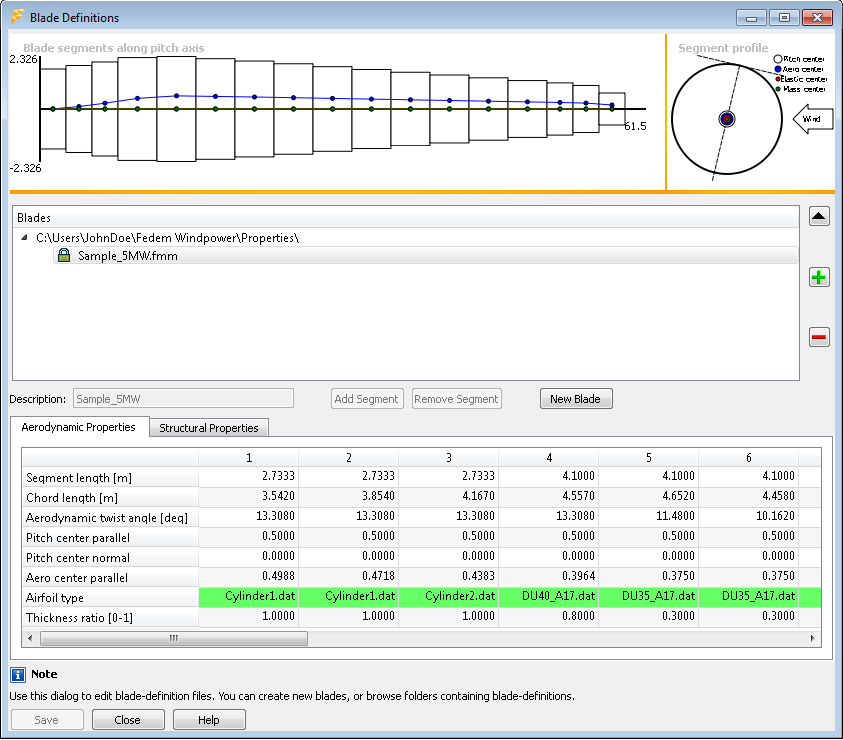 Blade Definitions
Blade segments along pitch axis
2.326
-2.326
61.5
Segment profile
Pitch center
Aero center
Elastic center
Mass center
Wind
Blades
C:\Users\JohnDoe\Fedem Windpower\Properties\
Sample_5MW.fmm
Description: Sample_5MW Add Segment Remove Segment New Blade
Aerodynamic Properties Structural Properties
1 2 3 4 5 6
Segment length [m] 2.7333 2.7333 2.7333 4.1000 4.1000 4.1000
Chord length [m] 3.5420 3.8540 4.1670 4.5570 4.6520 4.4580
Aerodynamic twist angle [deg] 13.3080 13.3080 13.3080 13.3080 11.4800 10.1620
Pitch center parallel 0.5000 0.5000 0.5000 0.5000 0.5000 0.5000
Pitch center normal 0.0000 0.0000 0.0000 0.0000 0.0000 0.0000
Aero center parallel 0.4988 0.4718 0.4383 0.3964 0.3750 0.3750
Airfoil type Cylinder1.dat Cylinder1.dat Cylinder2.dat DU40_A17.dat DU35_A17.dat DU35_A17.dat
Thickness ratio [0-1] 1.0000 1.0000 1.0000 0.8000 0.3000 0.3000
Note
Use this dialog to edit blade-definition files. You can create new blades, or browse folders containing blade-definitions.
Save Close Help